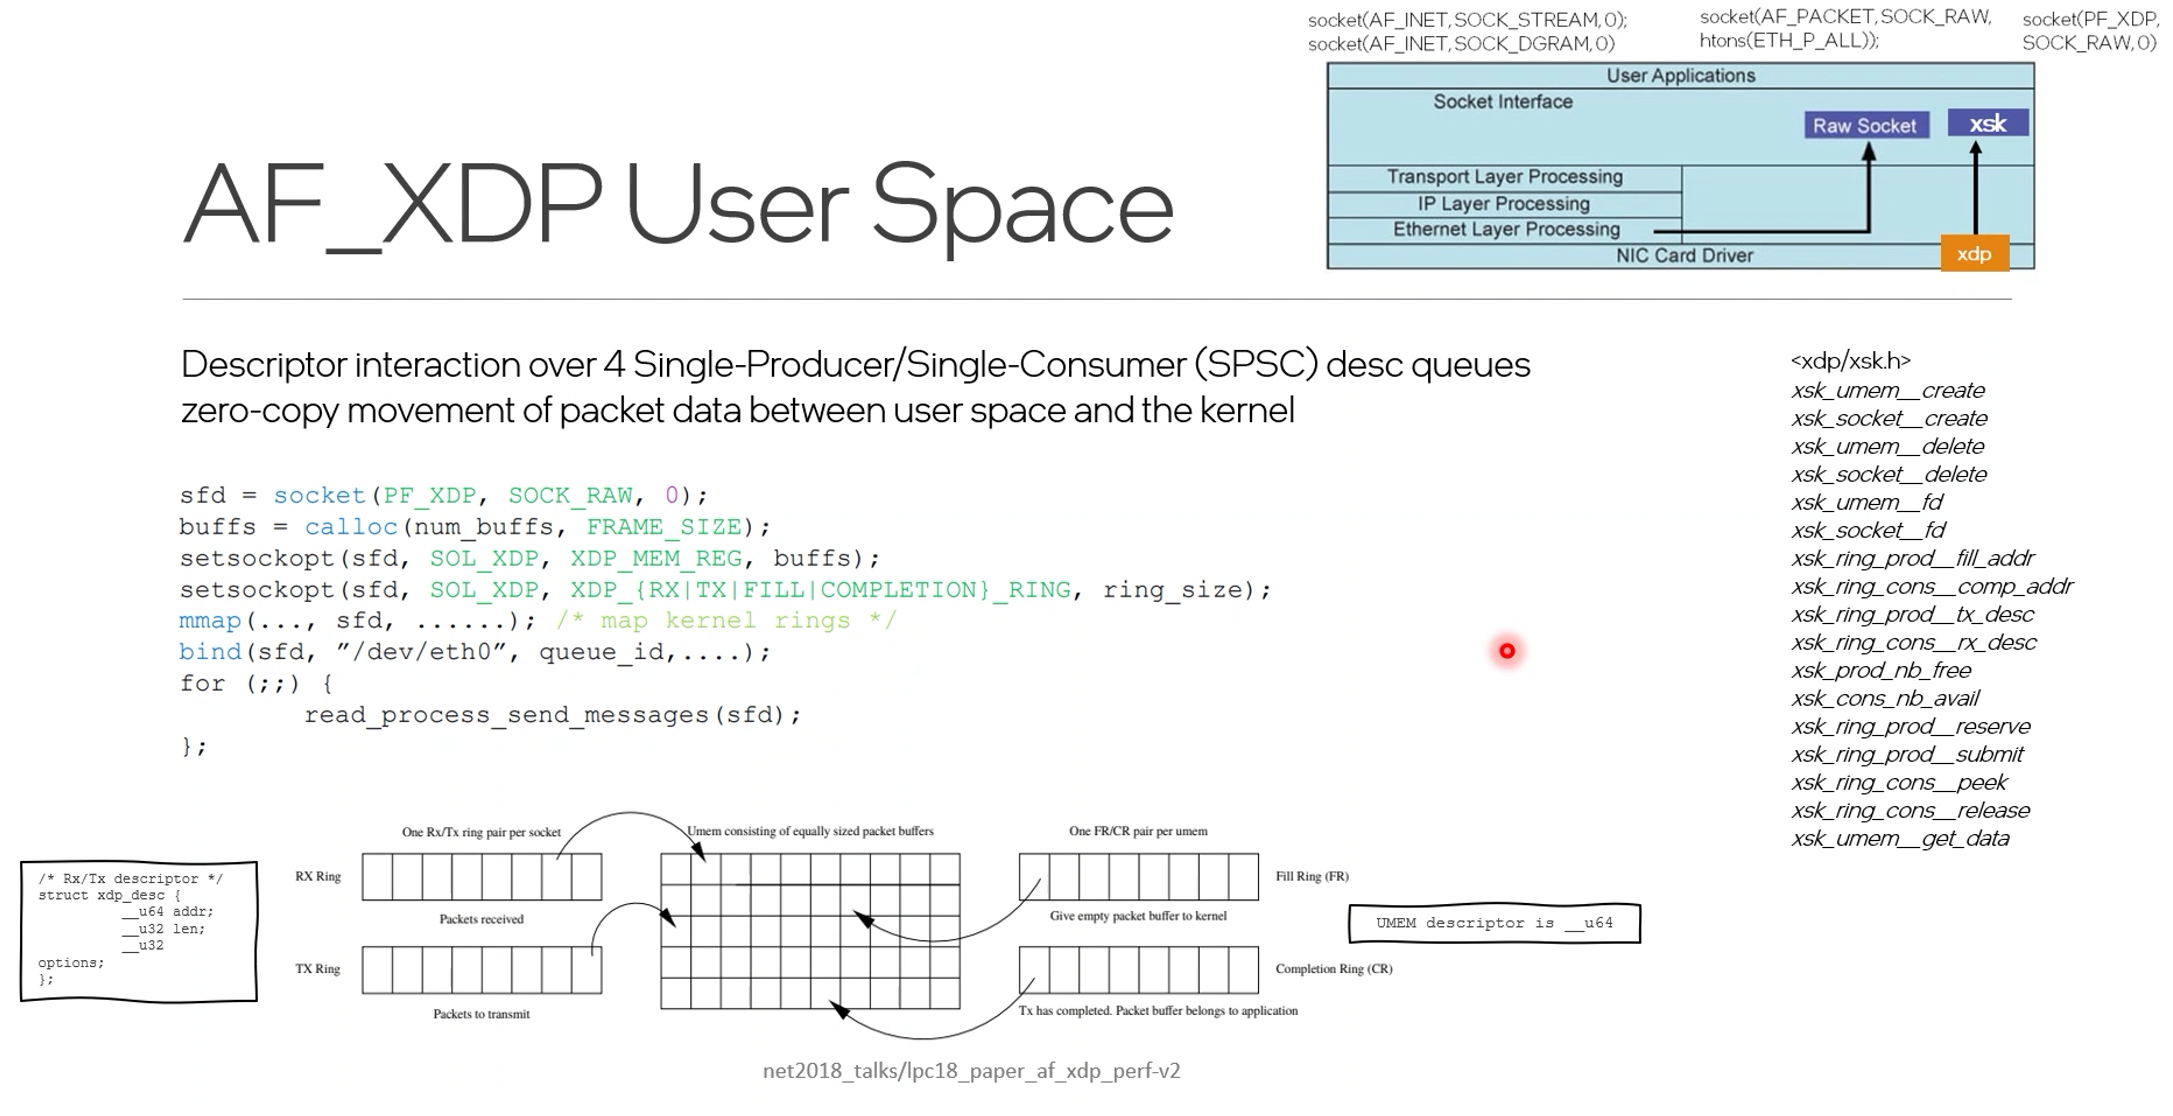 socket(AF_INET, SOCK_STREAM, 0);
socket(AF_INET, SOCK_DGRAM, 0)
socket(AF_PACKET, SOCK_RAW,
htons(ETH_P_ALL));
socket(PF_XDP,
SOCK_RAW, 0)
User Applications
Socket Interface
Raw Socket
xsk
Transport Layer Processing
IP Layer Processing
Ethernet Layer Processing
NIC Card Driver
xdp
AF_XDP User Space
Descriptor interaction over 4 Single-Producer/Single-Consumer (SPSC) desc queues
zero-copy movement of packet data between user space and the kernel
sfd = socket(PF_XDP, SOCK_RAW, 0);
buffs = calloc(num_buffs, FRAME_SIZE);
setsockopt(sfd, SOL_XDP, XDP_MEM_REG, buffs);
setsockopt(sfd, SOL_XDP, XDP_{RX|TX|FILL|COMPLETION}_RING, ring_size);
mmap(..., sfd, ......); /* map kernel rings */
bind(sfd, ”/dev/eth0”, queue_id,....);
for (;;) {
read_process_send_messages(sfd);
};
<xdp/xsk.h>
xsk_umem__create
xsk_socket__create
xsk_umem__delete
xsk_socket__delete
xsk_umem__fd
xsk_socket__fd
xsk_ring_prod__fill_addr
xsk_ring_cons__comp_addr
xsk_ring_prod__tx_desc
xsk_ring_cons__rx_desc
xsk_prod_nb_free
xsk_cons_nb_avail
xsk_ring_prod__reserve
xsk_ring_prod__submit
xsk_ring_cons__peek
xsk_ring_cons__release
xsk_umem__get_data
/* Rx/Tx descriptor */
struct xdp_desc {
__u64 addr;
__u32 len;
__u32
options;
};
One Rx/Tx ring pair per socket
RX Ring
Packets received
TX Ring
Packets to transmit
Umem consisting of equally sized packet buffers
One FR/CR pair per umem
Fill Ring (FR)
Give empty packet buffer to kernel
Completion Ring (CR)
Tx has completed. Packet buffer belongs to application
UMEM descriptor is __u64
net2018_talks/lpc18_paper_af_xdp_perf-v2